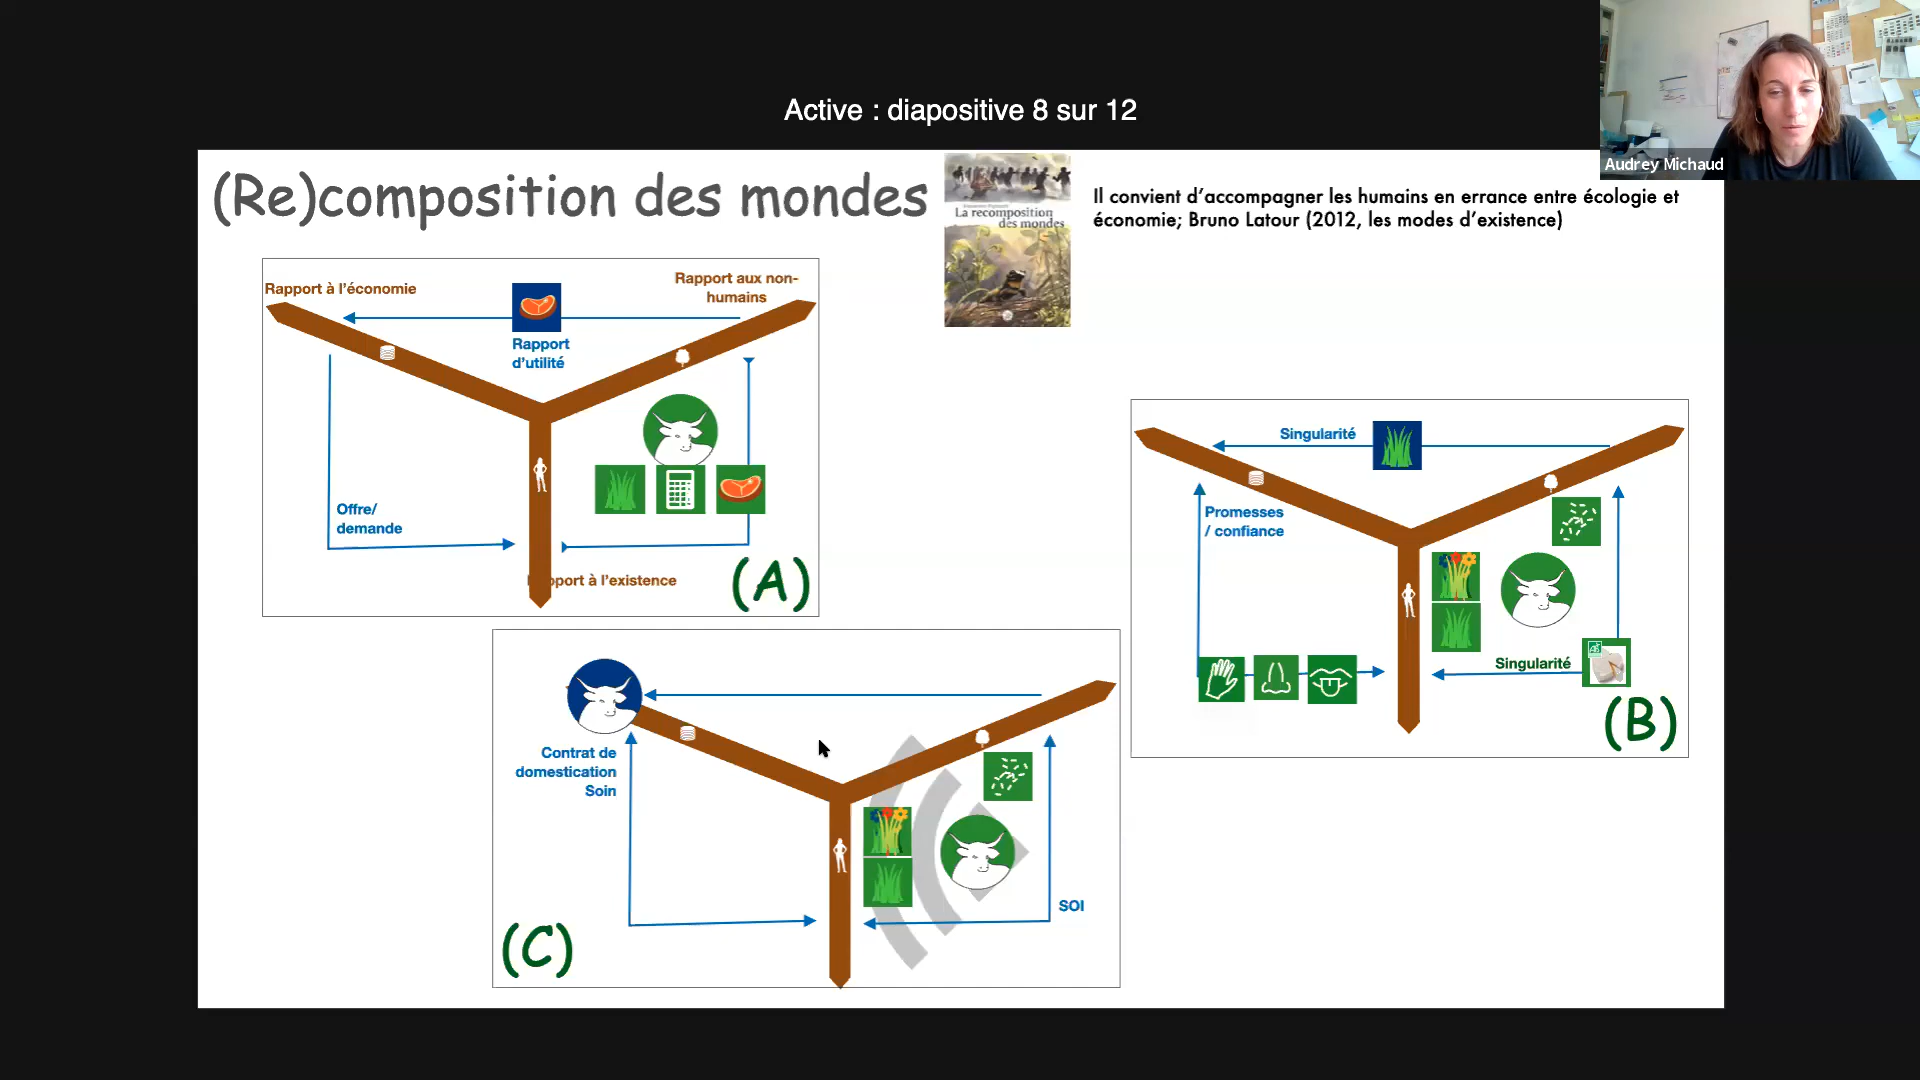 Active : diapositive 8 sur 12
Audrey Michaud
(Re)composition des mondes
La recomposition
des mondes
Il convient d’accompagner les humains en errance entre écologie et
économie; Bruno Latour (2012, les modes d’existence)
Rapport à l’économie
Rapport aux non-
humains
Rapport
d’utilité
Offre/
demande
pport à l’existence
(A)
Singularité
Promesses
/ confiance
Singularité
AB
(B)
Contrat de
domestication
Soin
SOI
(C)